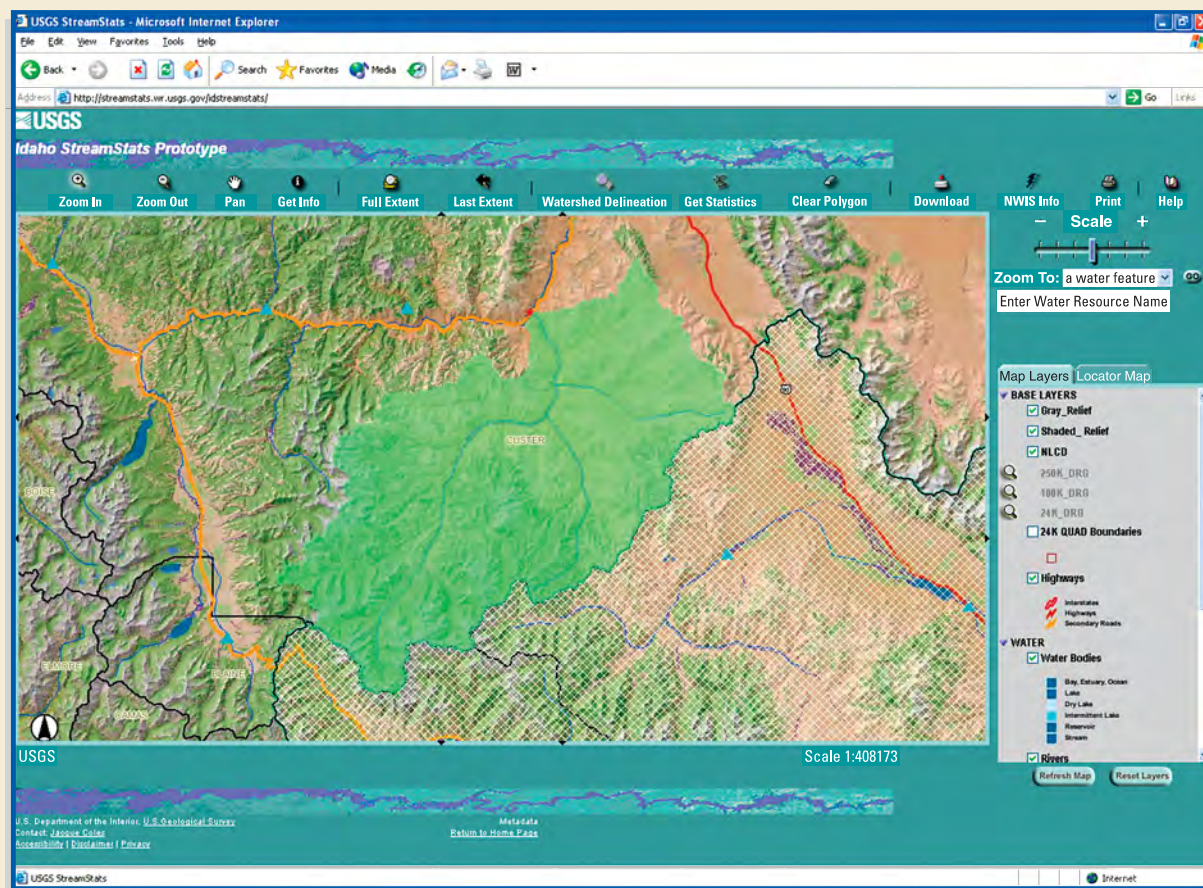 USGS StreamStats - Microsoft Internet Explorer
File Edit View Favorites Tools Help
Back Search Favorites Media
Address http://streamstats.wr.usgs.gov/idstreamstats/ Go Links
USGS
Idaho StreamStats Prototype
Zoom In Zoom Out Pan Get Info Full Extent Last Extent Watershed Delineation Get Statistics Clear Polygon Download NWIS Info Print Help
– Scale +
Zoom To: a water feature GO
Enter Water Resource Name
Map Layers Locator Map
BASE LAYERS
Gray_Relief
Shaded_ Relief
NLCD
250K_DRG
100K_DRG
24K_DRG
24K QUAD Boundaries
Highways
Interstates
Highways
Secondary Roads
WATER
Water Bodies
Bay, Estuary, Ocean
Lake
Dry Lake
Intermittent Lake
Reservoir
Stream
Rivers
Refresh Map Reset Layers
CUSTER
BOISE
ELMORE
BLAINE
CAMAS
USGS Scale 1:408173
U.S. Department of the Interior, U.S. Geological Survey
Contact: Jacque Coles
Accessibility | Disclaimer | Privacy
Metadata
Return to Home Page
USGS StreamStats Internet